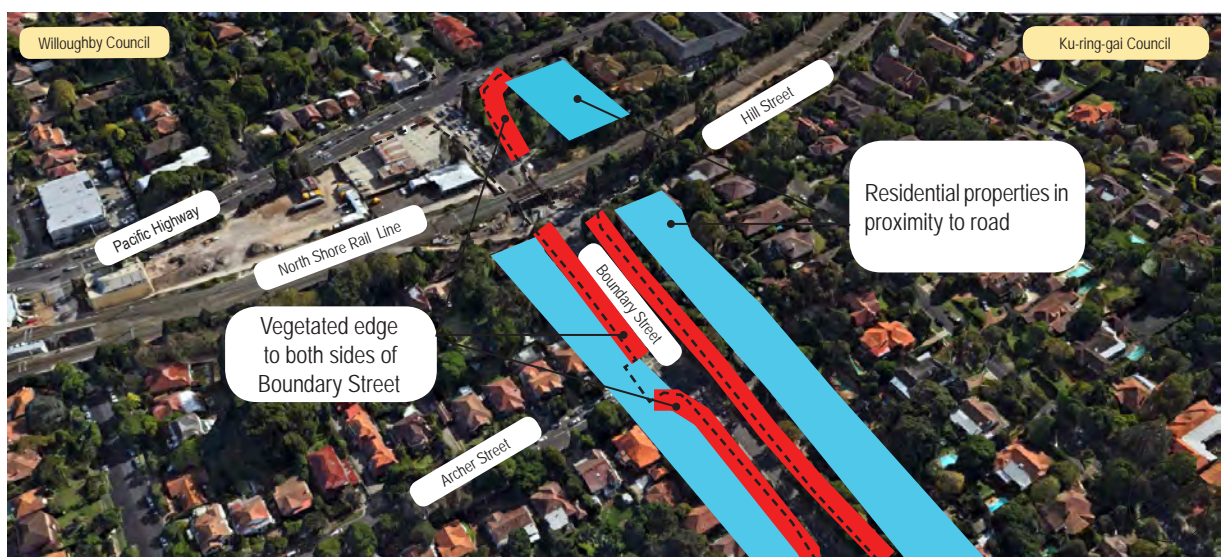 Willoughby Council
Ku-ring-gai Council
Hill Street
Residential properties in
proximity to road
Pacific Highway
North Shore Rail Line
Boundary Street
Vegetated edge
to both sides of
Boundary Street
Archer Street